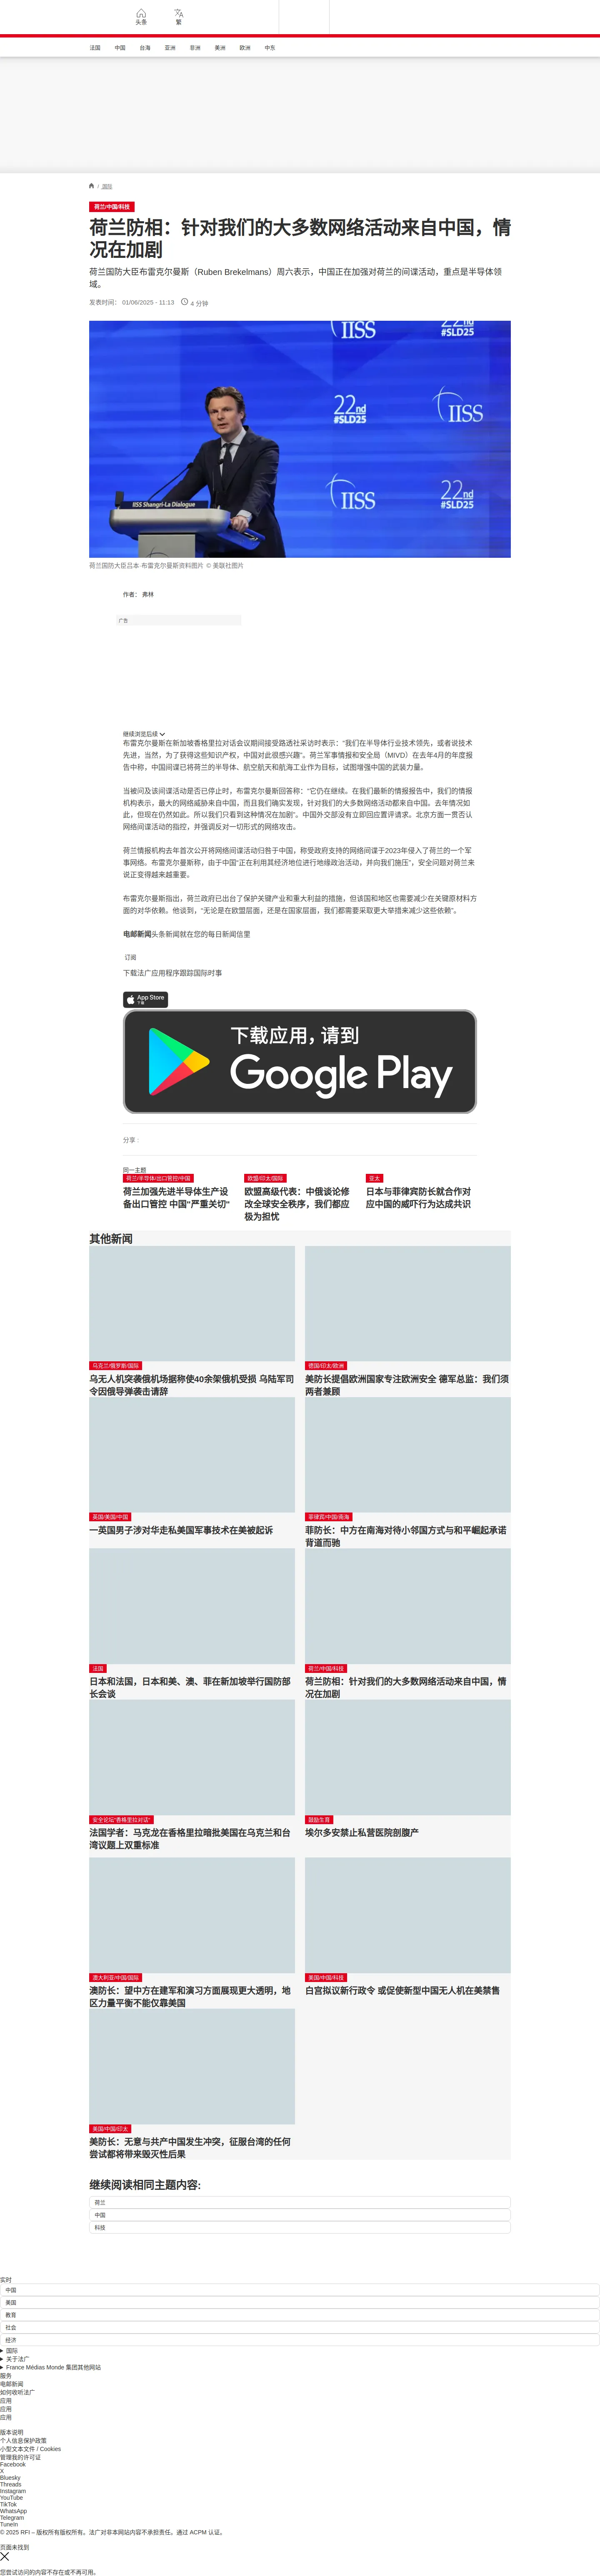 头条
繁
法国
中国
台海
亚洲
非洲
美洲
欧洲
中东
/ 国际
荷兰/中国/科技
荷兰防相：针对我们的大多数网络活动来自中国，情
况在加剧
荷兰国防大臣布雷克尔曼斯（Ruben Brekelmans）周六表示，中国正在加强对荷兰的间谍活动，重点是半导体领
域。
发表时间： 01/06/2025 - 11:13
4 分钟
IISS
22nd
#SLD25
IISS
22nd
#SLD25
IISS
22nd
#SLD25
IISS Shangri-La Dialogue
荷兰国防大臣吕本·布雷克尔曼斯资料图片 © 美联社图片
作者： 弗林
广告
继续浏览后续
布雷克尔曼斯在新加坡香格里拉对话会议期间接受路透社采访时表示：“我们在半导体行业技术领先，或者说技术
先进，当然，为了获得这些知识产权，中国也对此很感兴趣”。荷兰军事情报和安全局（MIVD）在去年4月的年度报
告中称，中国间谍已将荷兰的半导体、航空航天和航海工业作为目标，试图增强中国的武装力量。
当被问及该间谍活动是否已停止时，布雷克尔曼斯回答称：“它仍在继续。在我们最新的情报报告中，我们的情报
机构表示，最大的网络威胁来自中国，而且我们确实发现，针对我们的大多数网络活动都来自中国。去年情况如
此，但现在仍然如此。所以我们只看到这种情况在加剧”。中国外交部没有立即回应置评请求。北京方面一贯否认
网络间谍活动的指控，并强调反对一切形式的网络攻击。
荷兰情报机构去年首次公开将网络间谍活动归咎于中国，称受政府支持的网络间谍于2023年侵入了荷兰的一个军
事网络。布雷克尔曼斯称，由于中国“正在利用其经济地位进行地缘政治活动，并向我们施压”，安全问题对荷兰来
说正变得越来越重要。
布雷克尔曼斯指出，荷兰政府已出台了保护关键产业和重大利益的措施，但该国和地区也需要减少在关键原材料方
面的对华依赖。他谈到，“无论是在欧盟层面，还是在国家层面，我们都需要采取更大举措来减少这些依赖”。
电邮新闻头条新闻就在您的每日新闻信里
订阅
下载法广应用程序跟踪国际时事
App Store
下载
下载应用，请到
Google Play
分享 :
同一主题
荷兰/半导体/出口管控/中国
荷兰加强先进半导体生产设
备出口管控 中国"严重关切"
欧盟/印太/国际
欧盟高级代表：中俄谈论修
改全球安全秩序，我们都应
极为担忧
亚太
日本与菲律宾防长就合作对
应中国的威吓行为达成共识
其他新闻
乌克兰/俄罗斯/国际
乌无人机突袭俄机场据称使40余架俄机受损 乌陆军司
令因俄导弹袭击请辞
德国/印太/欧洲
美防长提倡欧洲国家专注欧洲安全 德军总监：我们须
两者兼顾
英国/美国/中国
一英国男子涉对华走私美国军事技术在美被起诉
菲律宾/中国/南海
菲防长：中方在南海对待小邻国方式与和平崛起承诺
背道而驰
法国
日本和法国，日本和美、澳、菲在新加坡举行国防部
长会谈
荷兰/中国/科技
荷兰防相：针对我们的大多数网络活动来自中国，情
况在加剧
安全论坛"香格里拉对话"
法国学者：马克龙在香格里拉暗批美国在乌克兰和台
湾议题上双重标准
鼓励生育
埃尔多安禁止私营医院剖腹产
澳大利亚/中国/国际
澳防长：望中方在建军和演习方面展现更大透明，地
区力量平衡不能仅靠美国
美国/中国/科技
白宫拟议新行政令 或促使新型中国无人机在美禁售
美国/中国/印太
美防长：无意与共产中国发生冲突，征服台湾的任何
尝试都将带来毁灭性后果
继续阅读相同主题内容:
荷兰
中国
科技
实时
中国
美国
教育
社会
经济
国际
关于法广
France Médias Monde 集团其他网站
服务
电邮新闻
如何收听法广
应用
应用
应用
版本说明
个人信息保护政策
小型文本文件 / Cookies
管理我的许可证
Facebook
X
Bluesky
Threads
Instagram
YouTube
TikTok
WhatsApp
Telegram
TuneIn
© 2025 RFI – 版权所有版权所有。法广对非本网站内容不承担责任。通过 ACPM 认证。
页面未找到
您尝试访问的内容不存在或不再可用。